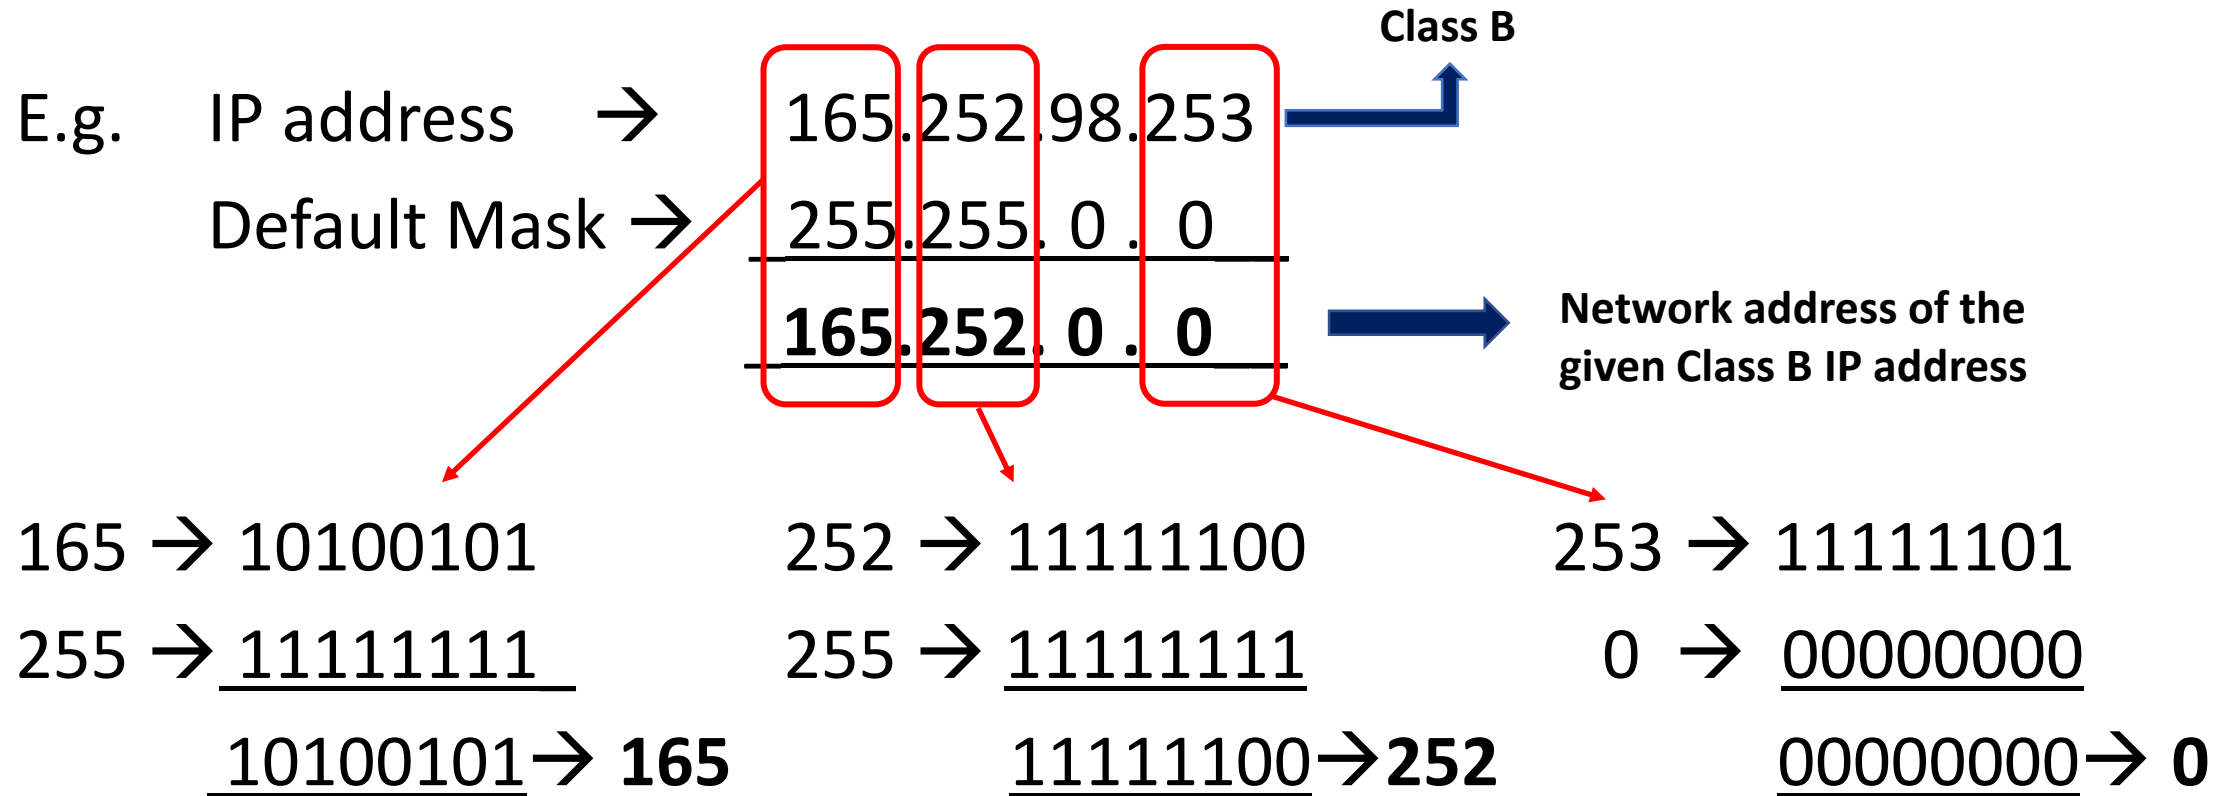 Class B
E.g. IP address → 165.252.98.253
Default Mask → 255.255. 0 . 0
165.252. 0 . 0
Network address of the
given Class B IP address
165 → 10100101 252 → 11111100 253 → 11111101
255 → 11111111 255 → 11111111 0 → 00000000
10100101 → 165 11111100 → 252 00000000 → 0